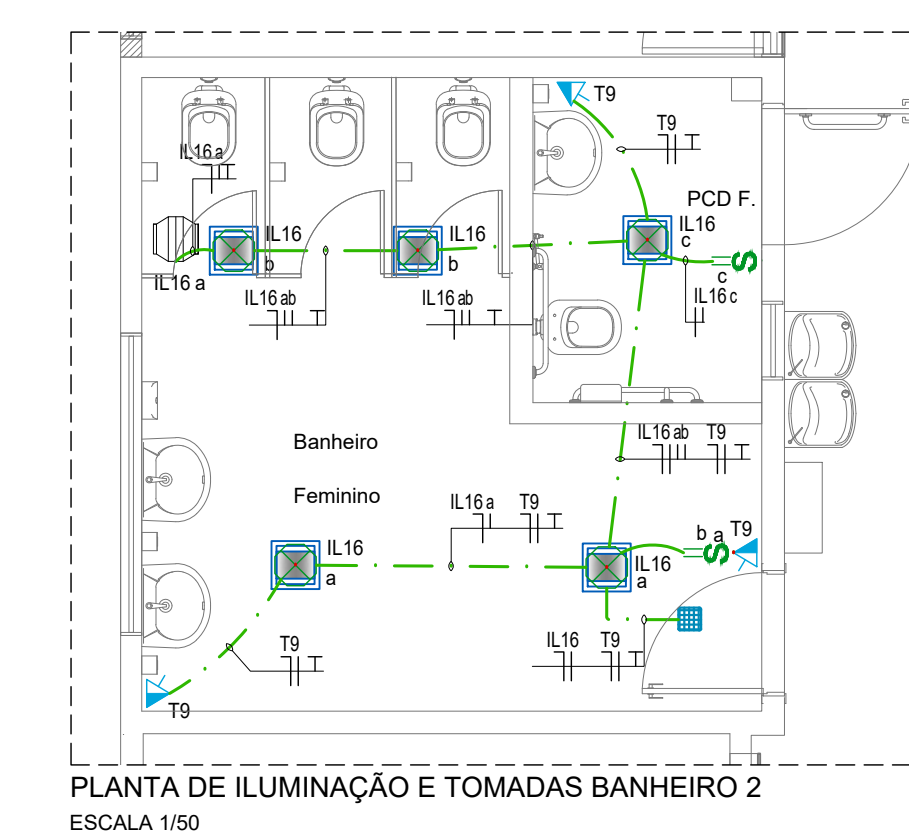 T9
T9
IL16 a
PCD F.
IL16
c
IL16
b
IL16
b
c
IL16 a
IL16 ab
IL16 ab
IL16 c
Banheiro
Feminino
IL16 ab T9
IL16 a T9
b a T9
IL16
a
IL16
a
IL16 T9
T9
T9
PLANTA DE ILUMINAÇÃO E TOMADAS BANHEIRO 2
ESCALA 1/50